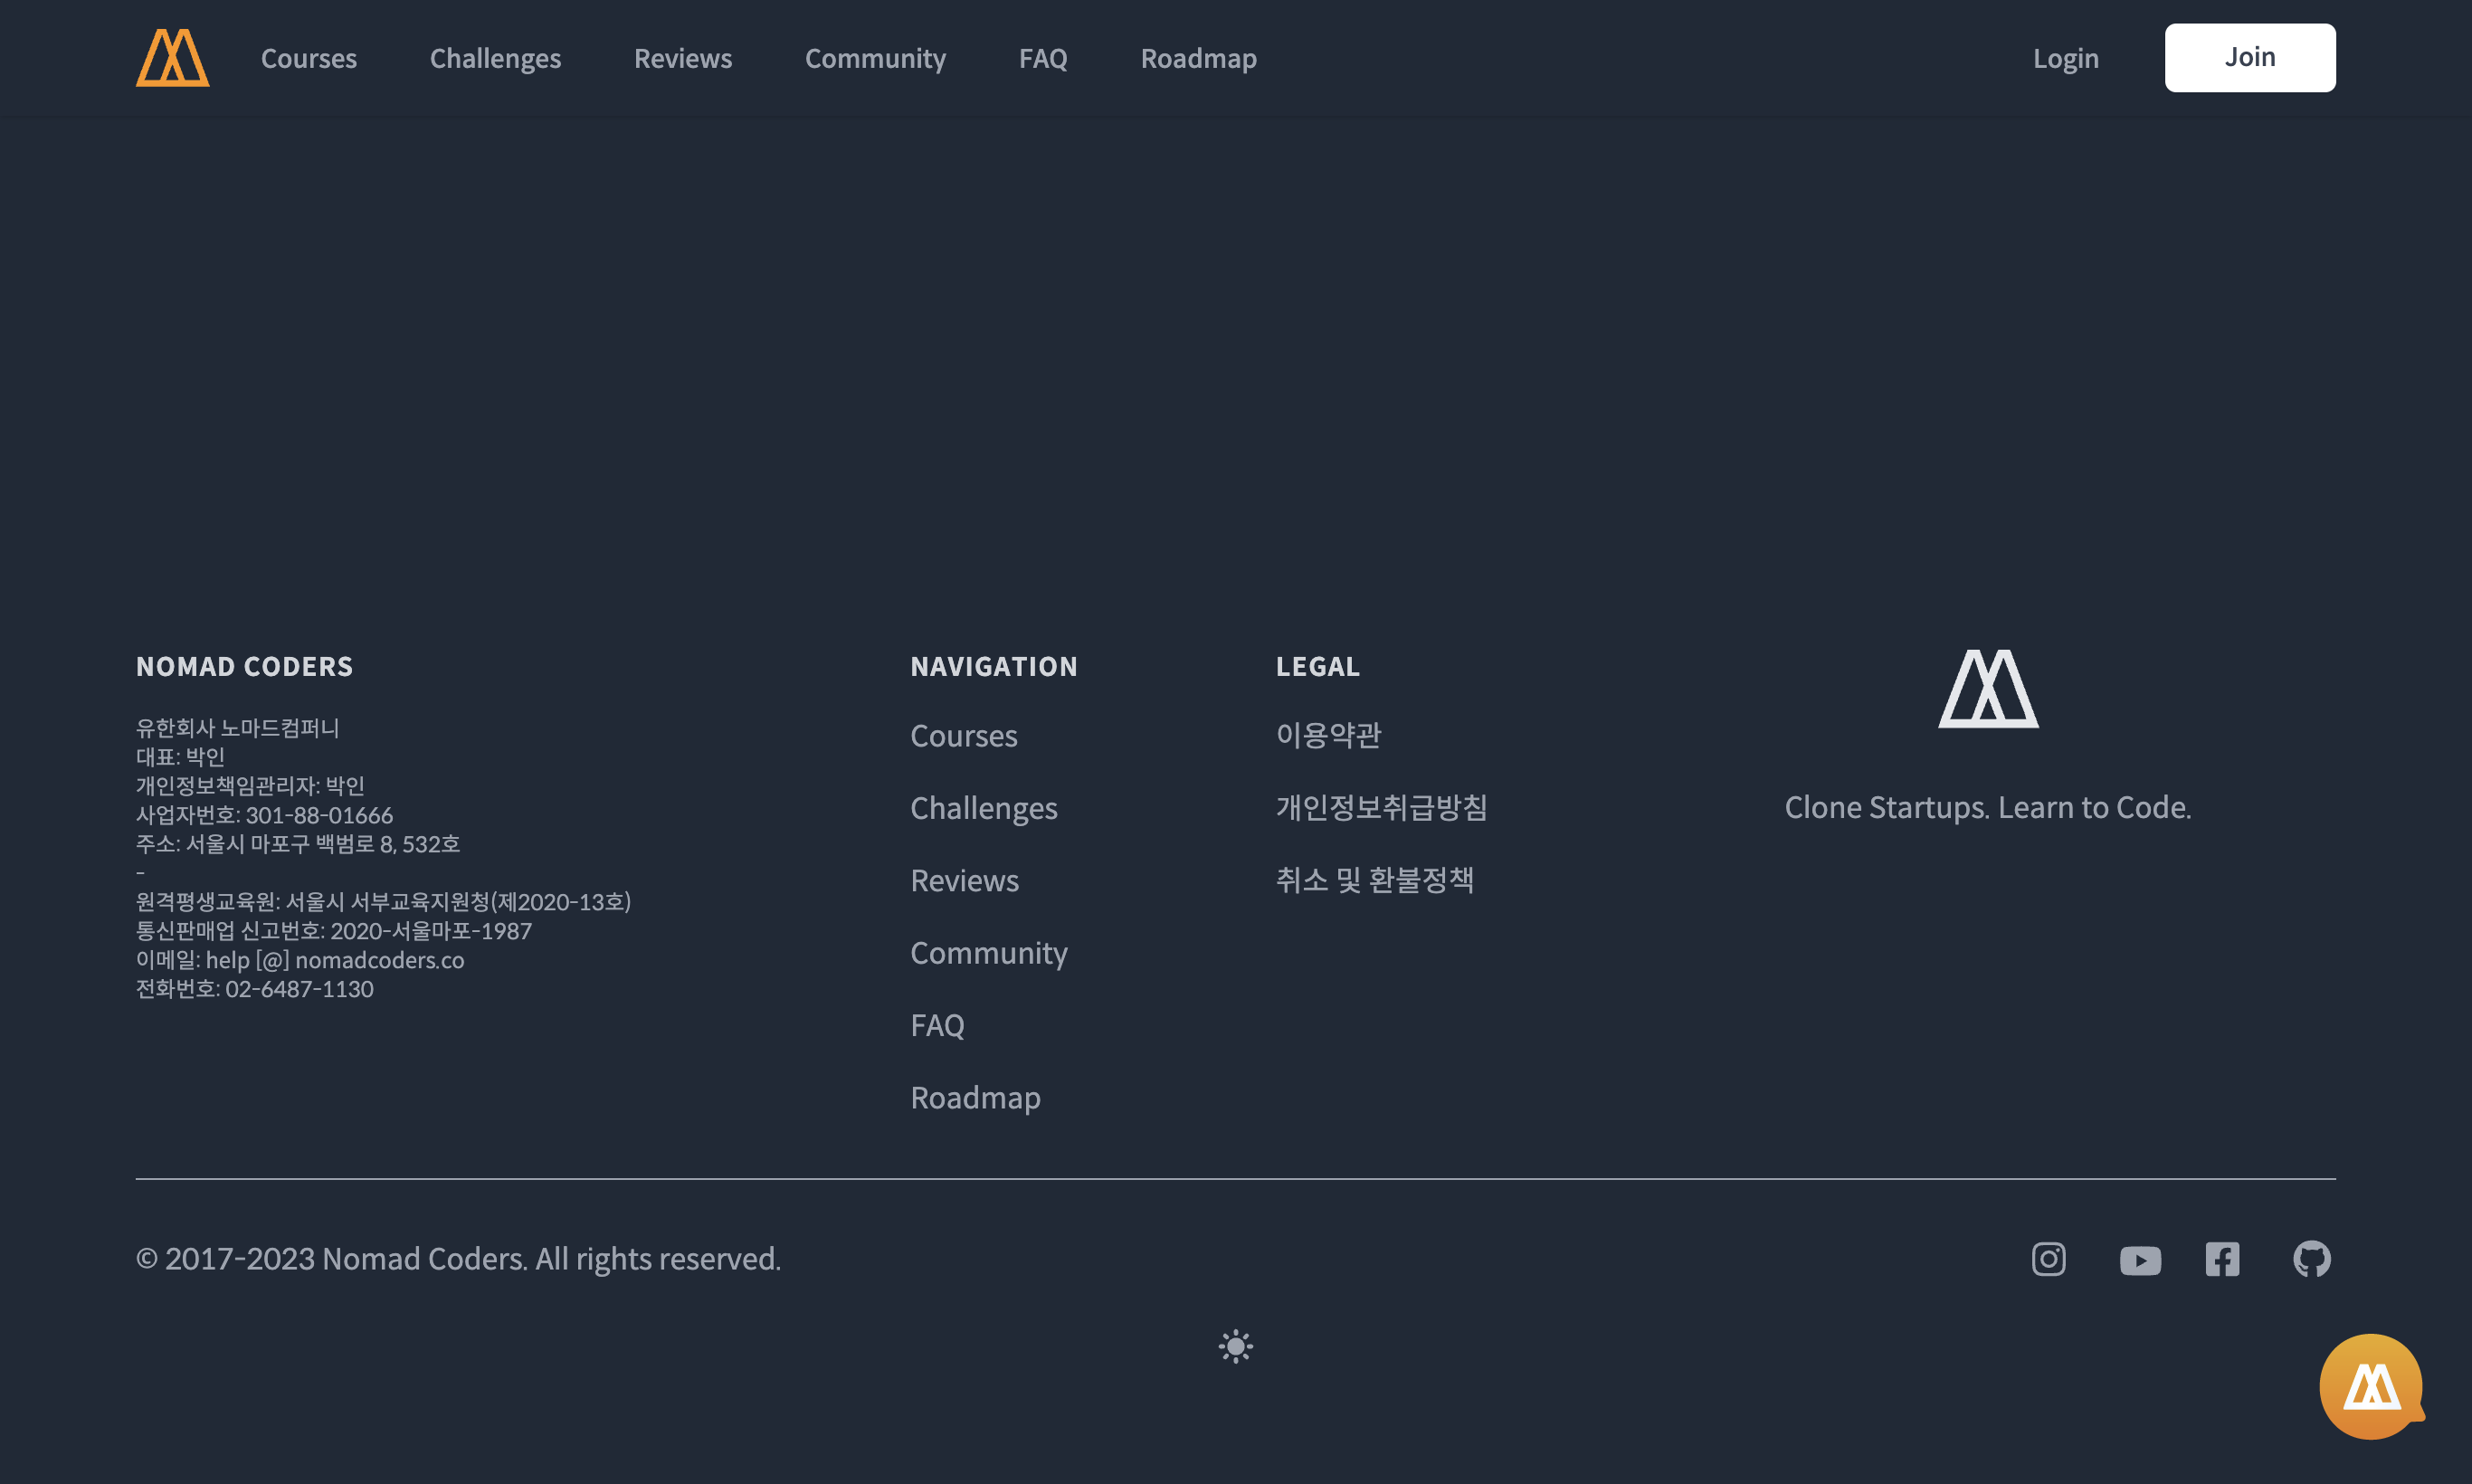 Courses Challenges Reviews Community FAQ Roadmap Login Join
NOMAD CODERS
유한회사 노마드컴퍼니
대표: 박인
개인정보책임관리자: 박인
사업자번호: 301-88-01666
주소: 서울시 마포구 백범로 8, 532호
-
원격평생교육원: 서울시 서부교육지원청(제2020-13호)
통신판매업 신고번호: 2020-서울마포-1987
이메일: help [@] nomadcoders.co
전화번호: 02-6487-1130
NAVIGATION
Courses
Challenges
Reviews
Community
FAQ
Roadmap
LEGAL
이용약관
개인정보취급방침
취소 및 환불정책
Clone Startups. Learn to Code.
© 2017-2023 Nomad Coders. All rights reserved.